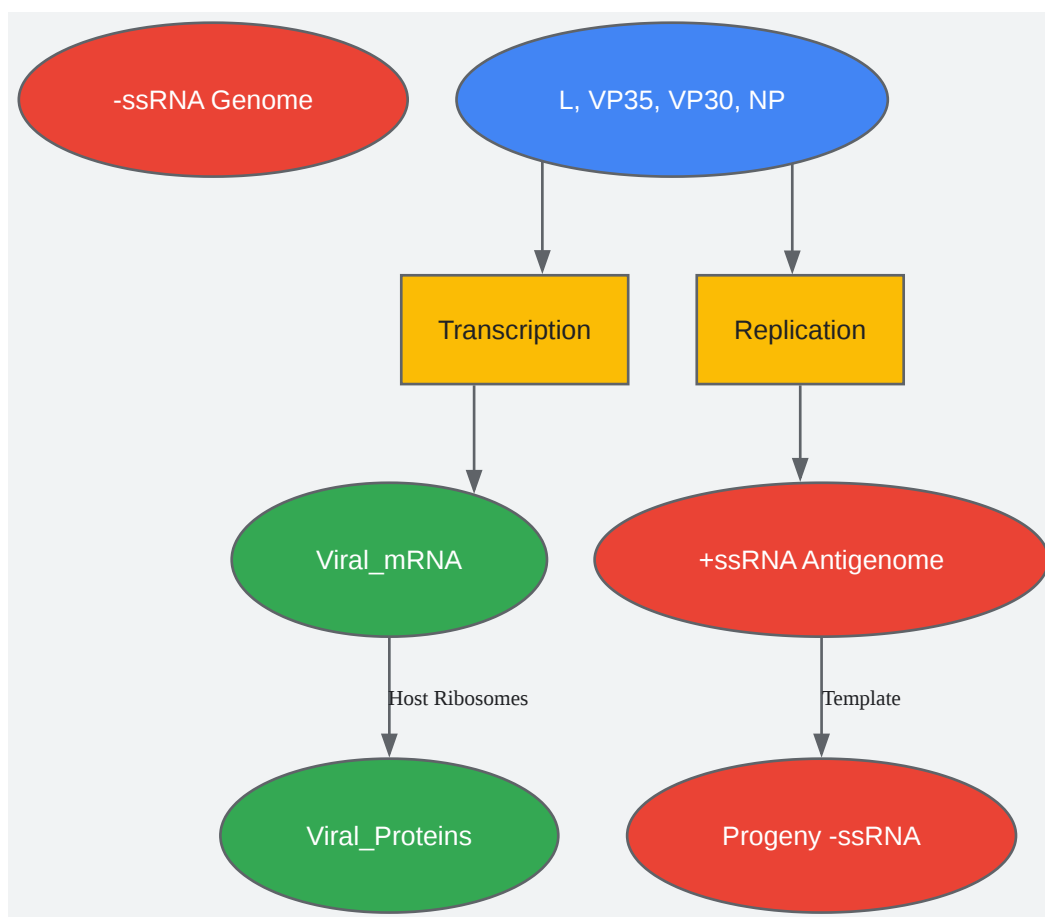 -ssRNA Genome
L, VP35, VP30, NP
Transcription
Replication
Viral_mRNA
+ssRNA Antigenome
Host Ribosomes
Template
Viral_Proteins
Progeny -ssRNA